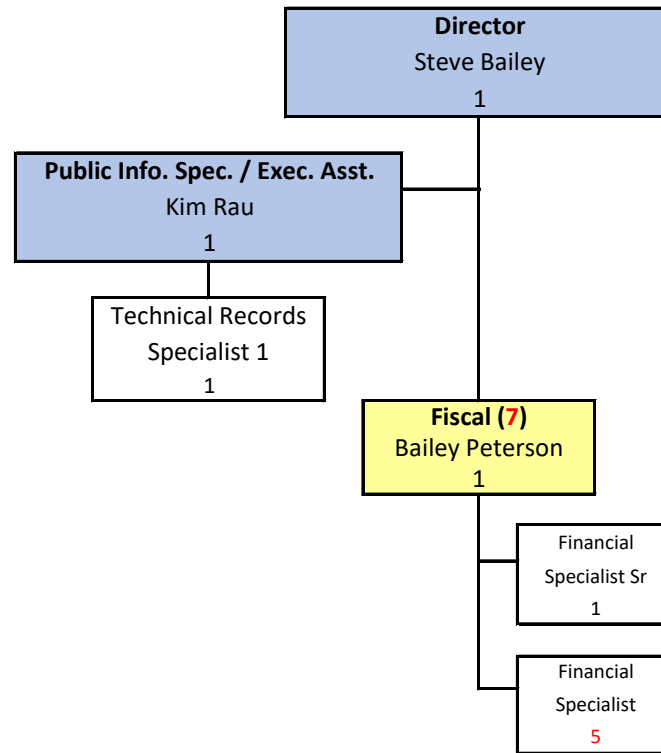 Director
Steve Bailey
1
Public Info. Spec. / Exec. Asst.
Kim Rau
1
Technical Records
Specialist 1
1
Fiscal (7)
Bailey Peterson
1
Financial
Specialist Sr
1
Financial
Specialist
5